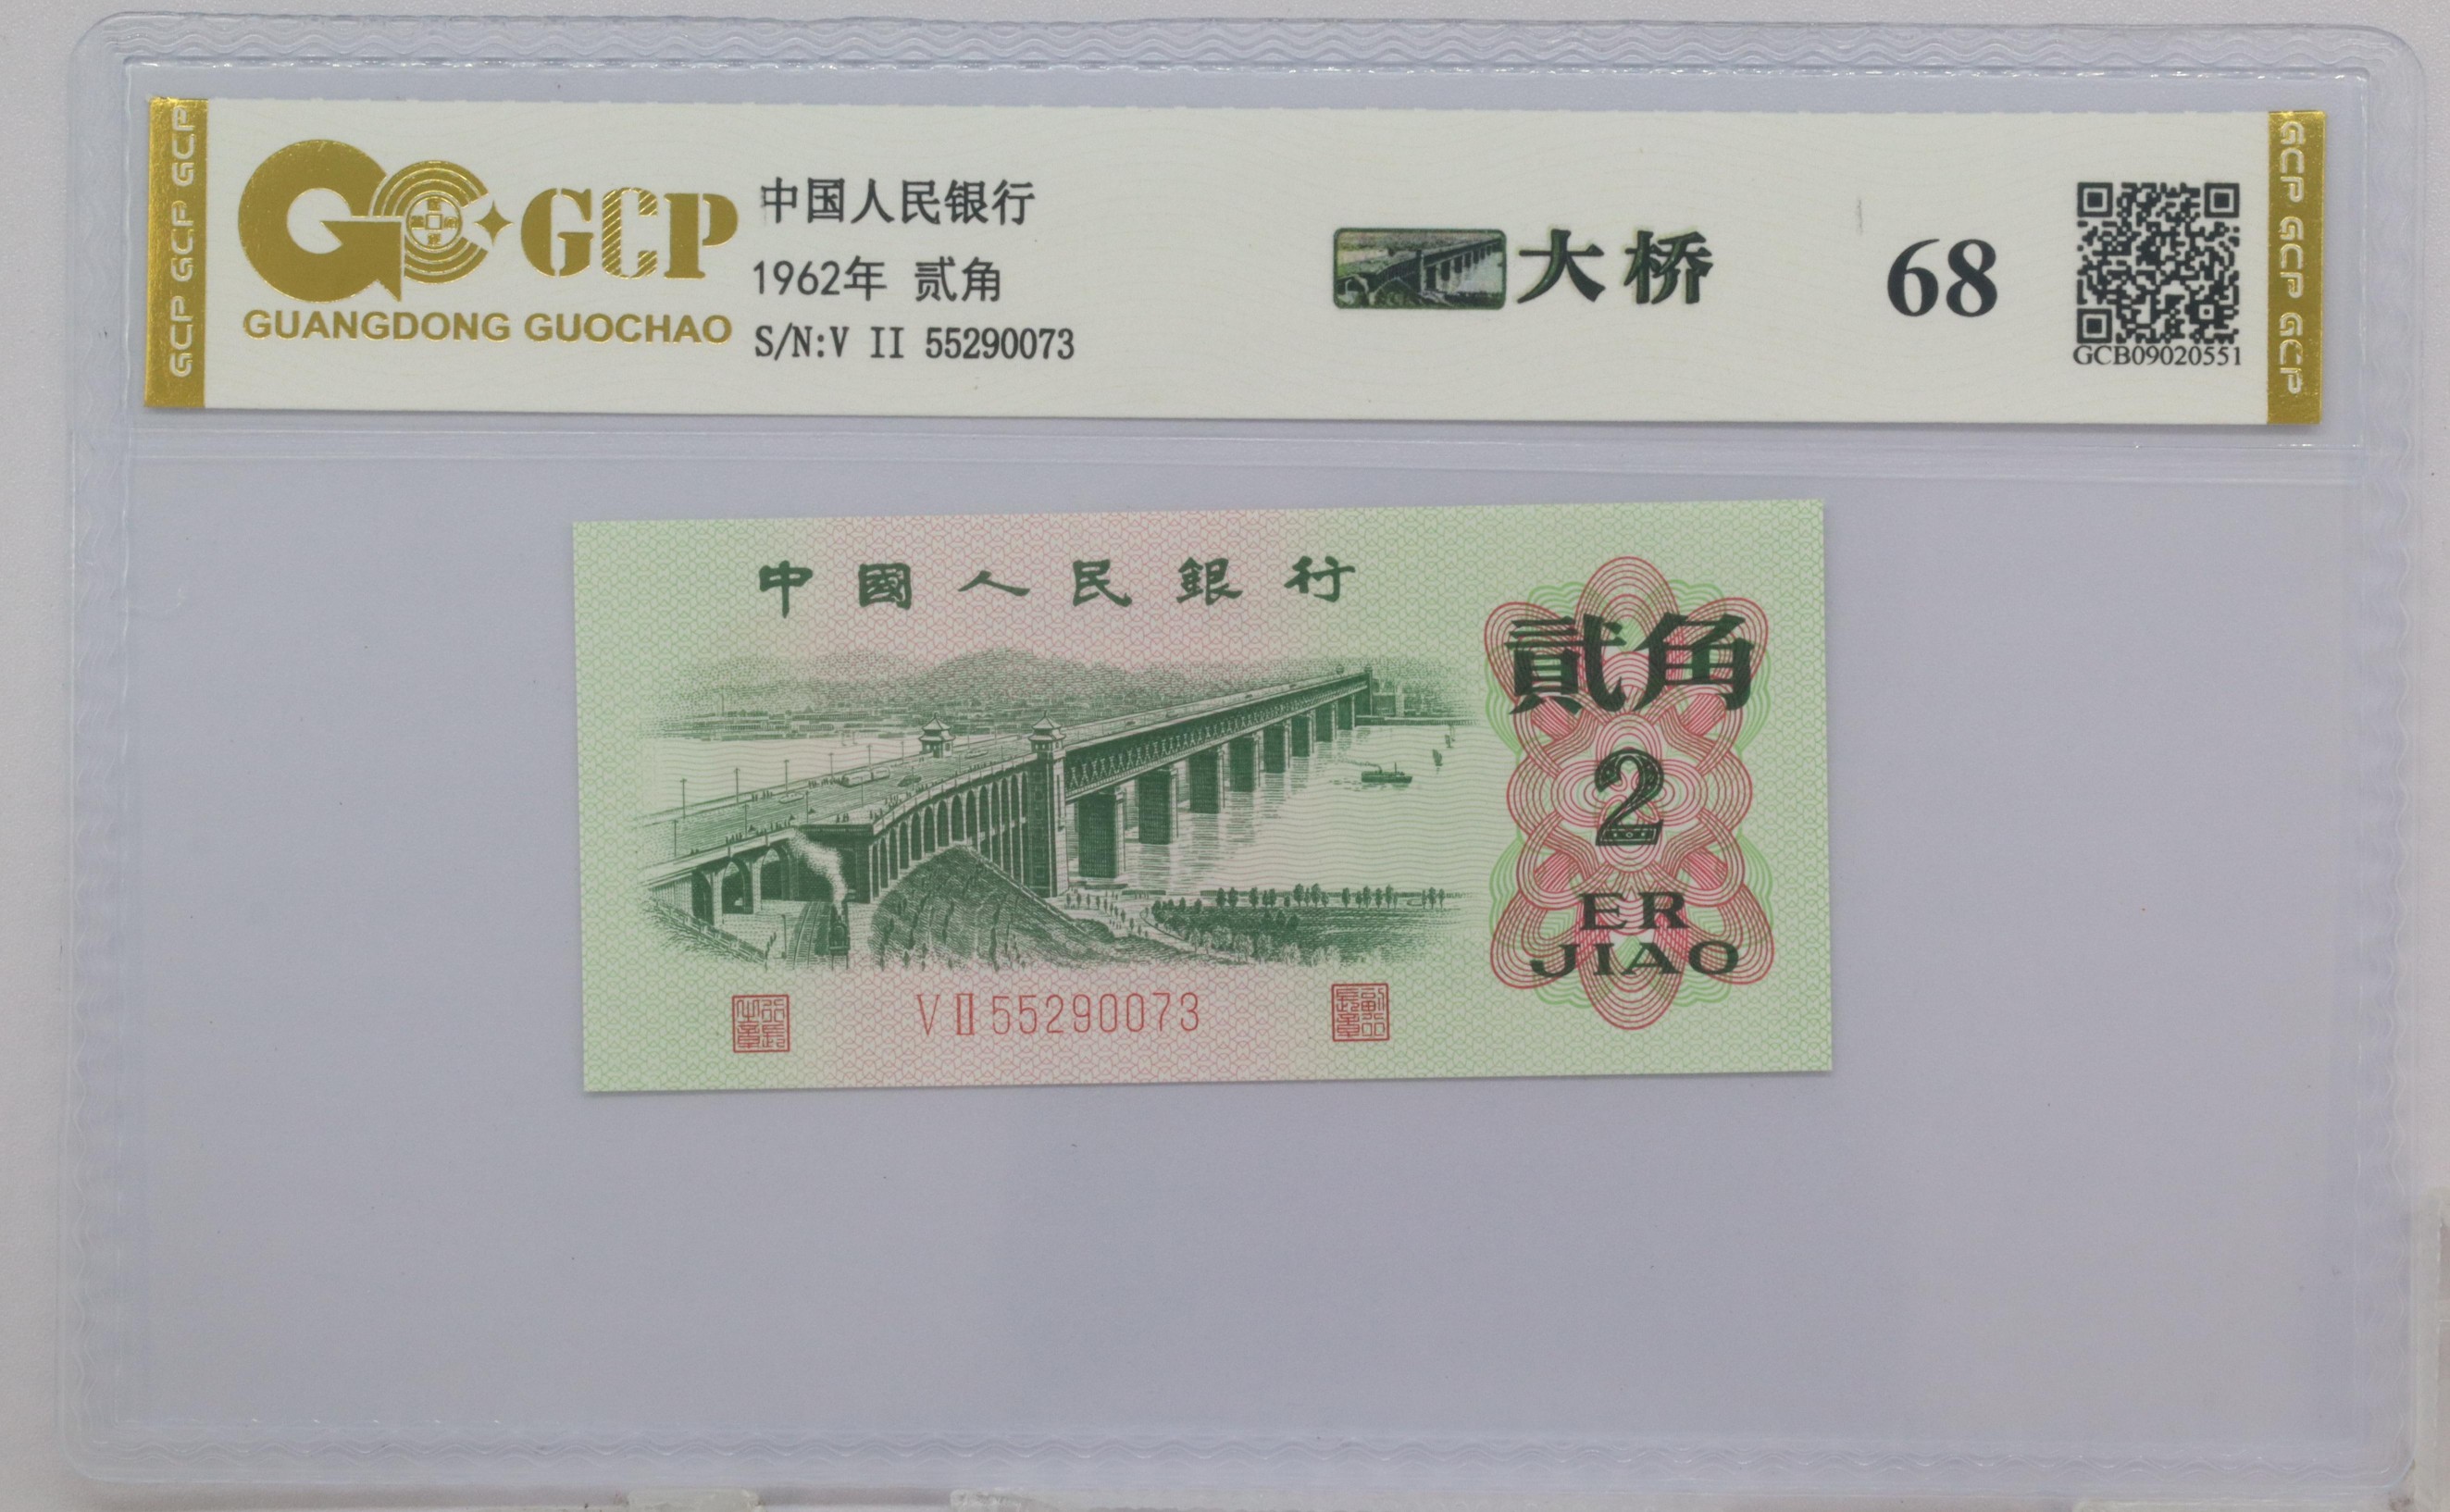 GCP GCP GCP
GCP
GUANGDONG GUOCHAO
中国人民银行
1962年 贰角
S/N:V II 55290073
大桥
68
GCB09020551
GCP GCP GCP
中國人民銀行
貳角
2
ER
JIAO
V II 55290073